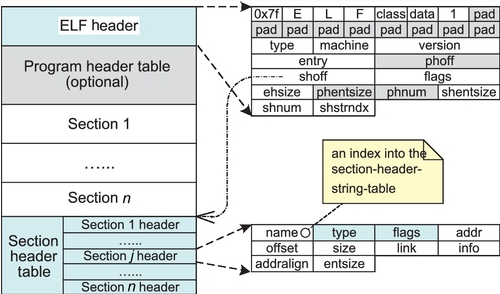 ELF header
Program header table
(optional)
Section 1
......
Section n
Section
header
table
Section 1 header
......
Section j header
......
Section n header
0x7f E L F class data 1 pad
pad pad pad pad pad pad pad pad
type machine version
entry phoff
shoff flags
ehsize phentsize phnum shentsize
shnum shstrndx
an index into the
section-header-
string-table
name type flags addr
offset size link info
addralign entsize